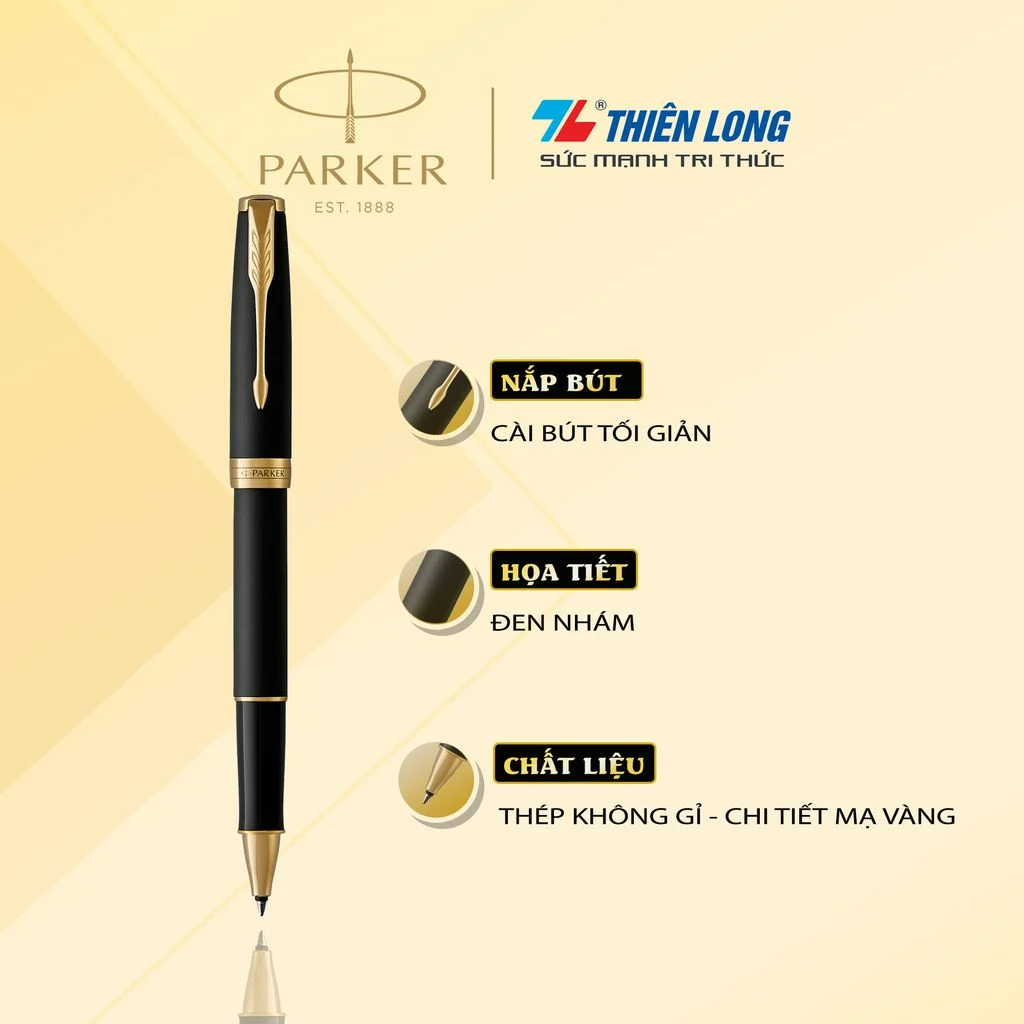 PARKER
EST. 1888
THIÊN LONG
®
SỨC MẠNH TRI THỨC
PARKER
NẮP BÚT
CÀI BÚT TỐI GIẢN
HỌA TIẾT
ĐEN NHÁM
CHẤT LIỆU
THÉP KHÔNG GỈ - CHI TIẾT MẠ VÀNG